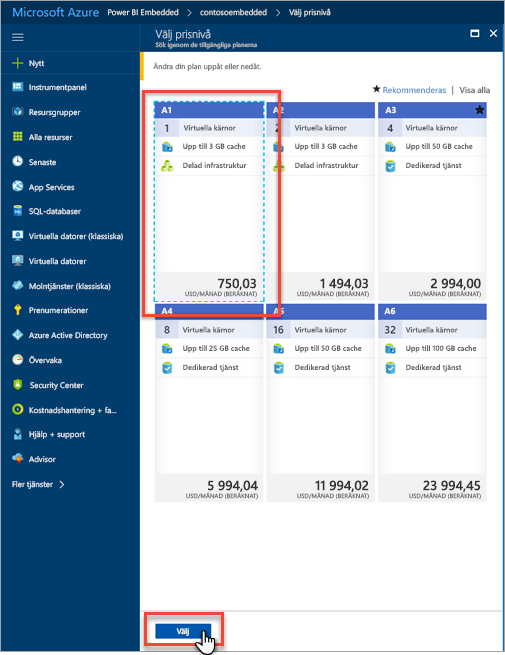 Microsoft Azure Power BI Embedded > contosoembedded > Välj prisnivå
Välj prisnivå
Sök igenom de tillgängliga planerna
Ändra din plan uppåt eller nedåt.
★ Rekommenderas | Visa alla
Nytt
Instrumentpanel
Resursgrupper
Alla resurser
Senaste
App Services
SQL-databaser
Virtuella datorer (klassiska)
Virtuella datorer
Molntjänster (klassiska)
Prenumerationer
Azure Active Directory
Övervaka
Security Center
Kostnadshantering + fa...
Hjälp + support
Advisor
Fler tjänster >
A1
1 Virtuella kärnor
Upp till 3 GB cache
Delad infrastruktur
750,03
USD/MÅNAD (BERÄKNAT)
A2
2 Virtuella kärnor
Upp till 3 GB cache
Delad infrastruktur
1 494,03
USD/MÅNAD (BERÄKNAT)
A3 ★
4 Virtuella kärnor
Upp till 50 GB cache
Dedikerad tjänst
2 994,00
USD/MÅNAD (BERÄKNAT)
A4
8 Virtuella kärnor
Upp till 25 GB cache
Dedikerad tjänst
5 994,04
USD/MÅNAD (BERÄKNAT)
A5
16 Virtuella kärnor
Upp till 50 GB cache
Dedikerad tjänst
11 994,02
USD/MÅNAD (BERÄKNAT)
A6
32 Virtuella kärnor
Upp till 100 GB cache
Dedikerad tjänst
23 994,45
USD/MÅNAD (BERÄKNAT)
Välj